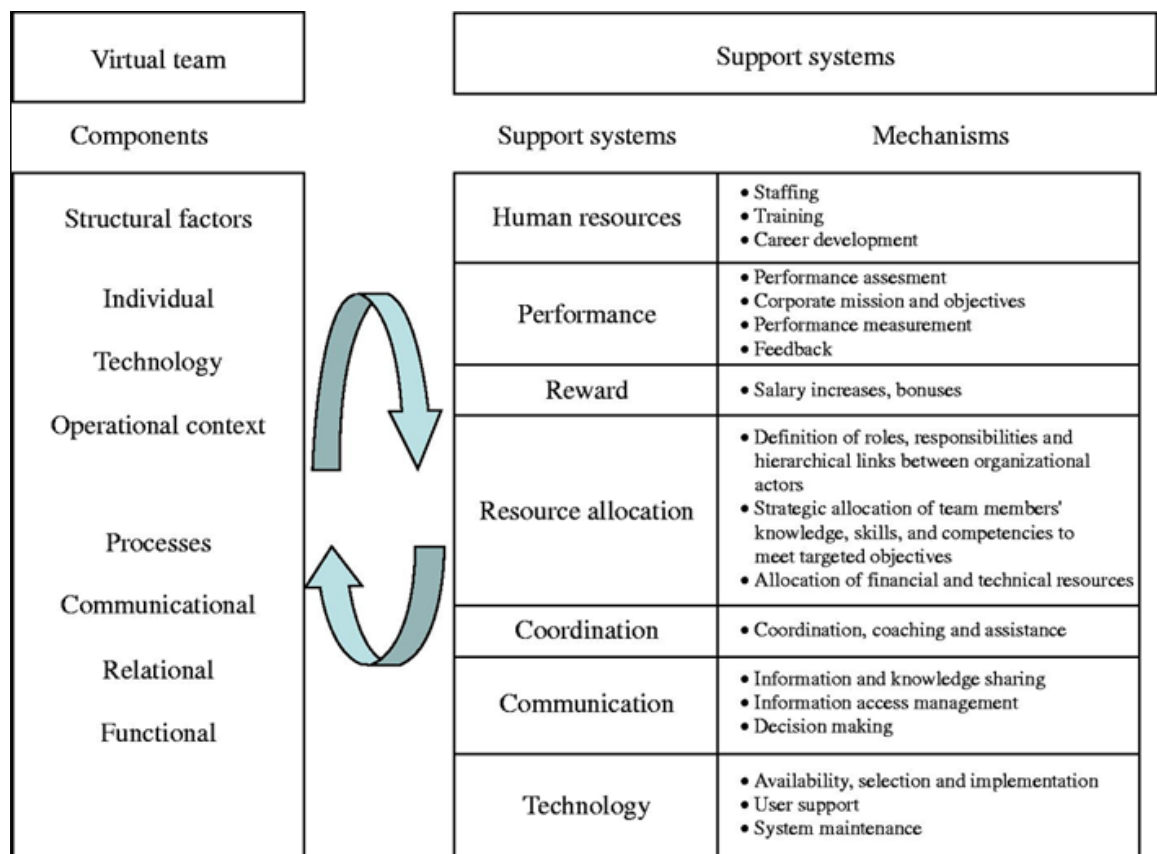 Virtual team
Support systems
Components
Support systems
Mechanisms
Structural factors
Individual
Technology
Operational context
Processes
Communicational
Relational
Functional
Human resources
• Staffing
• Training
• Career development
Performance
• Performance assesment
• Corporate mission and objectives
• Performance measurement
• Feedback
Reward
• Salary increases, bonuses
Resource allocation
• Definition of roles, responsibilities and
hierarchical links between organizational
actors
• Strategic allocation of team members'
knowledge, skills, and competencies to
meet targeted objectives
• Allocation of financial and technical resources
Coordination
• Coordination, coaching and assistance
Communication
• Information and knowledge sharing
• Information access management
• Decision making
Technology
• Availability, selection and implementation
• User support
• System maintenance